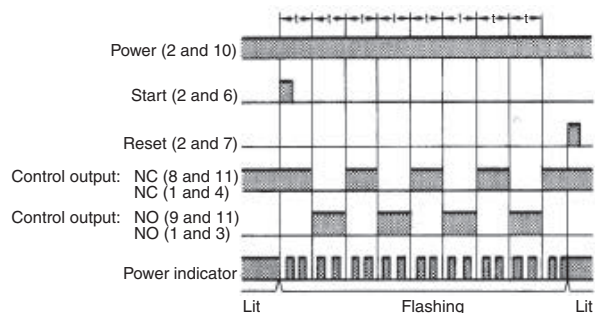 t t t t t t t t
Power (2 and 10)
Start (2 and 6)
Reset (2 and 7)
Control output: NC (8 and 11)
NC (1 and 4)
Control output: NO (9 and 11)
NO (1 and 3)
Power indicator
Lit Flashing Lit